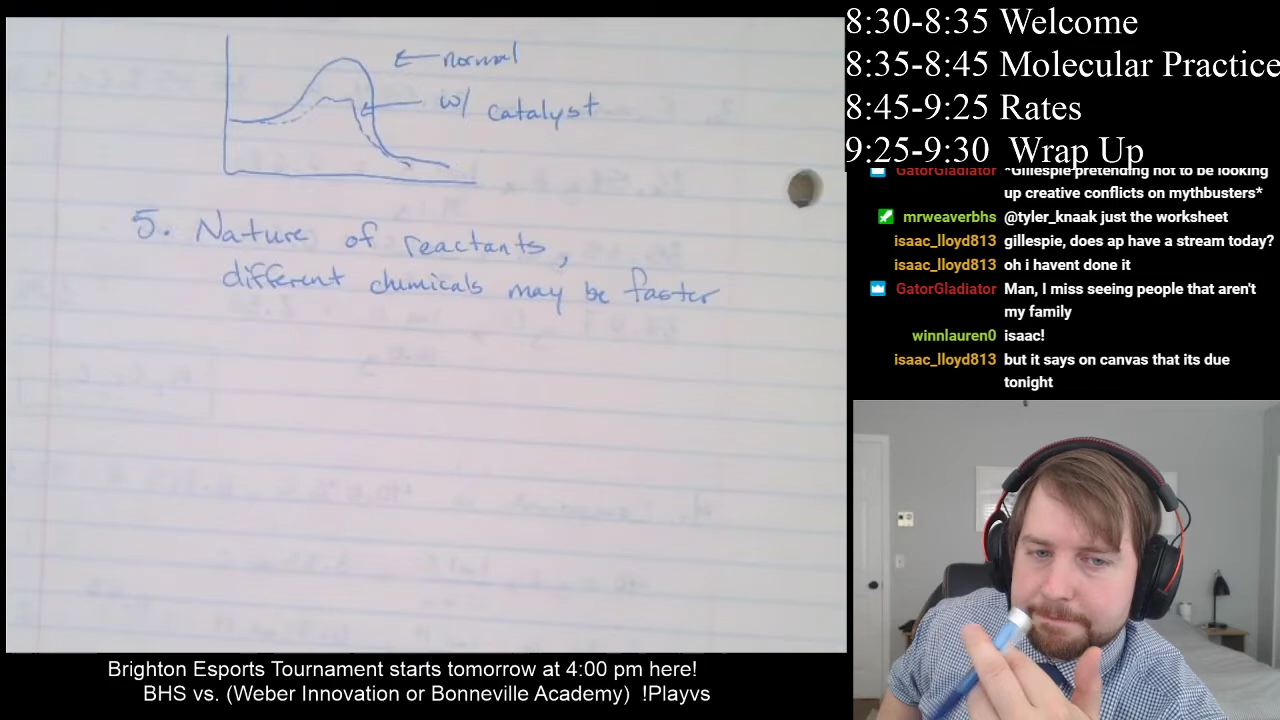 normal
w/ catalyst
5. Nature of reactants,
different chemicals may be faster
8:30-8:35 Welcome
8:35-8:45 Molecular Practice
8:45-9:25 Rates
9:25-9:30 Wrap Up
GatorGladiator *Gillespie pretending not to be looking
up creative conflicts on mythbusters*
mrweaverbhs @tyler_knaak just the worksheet
isaac_lloyd813 gillespie, does ap have a stream today?
isaac_lloyd813 oh i havent done it
GatorGladiator Man, I miss seeing people that aren't
my family
winnlauren0 isaac!
isaac_lloyd813 but it says on canvas that its due
tonight
Brighton Esports Tournament starts tomorrow at 4:00 pm here!
BHS vs. (Weber Innovation or Bonneville Academy) !Playvs